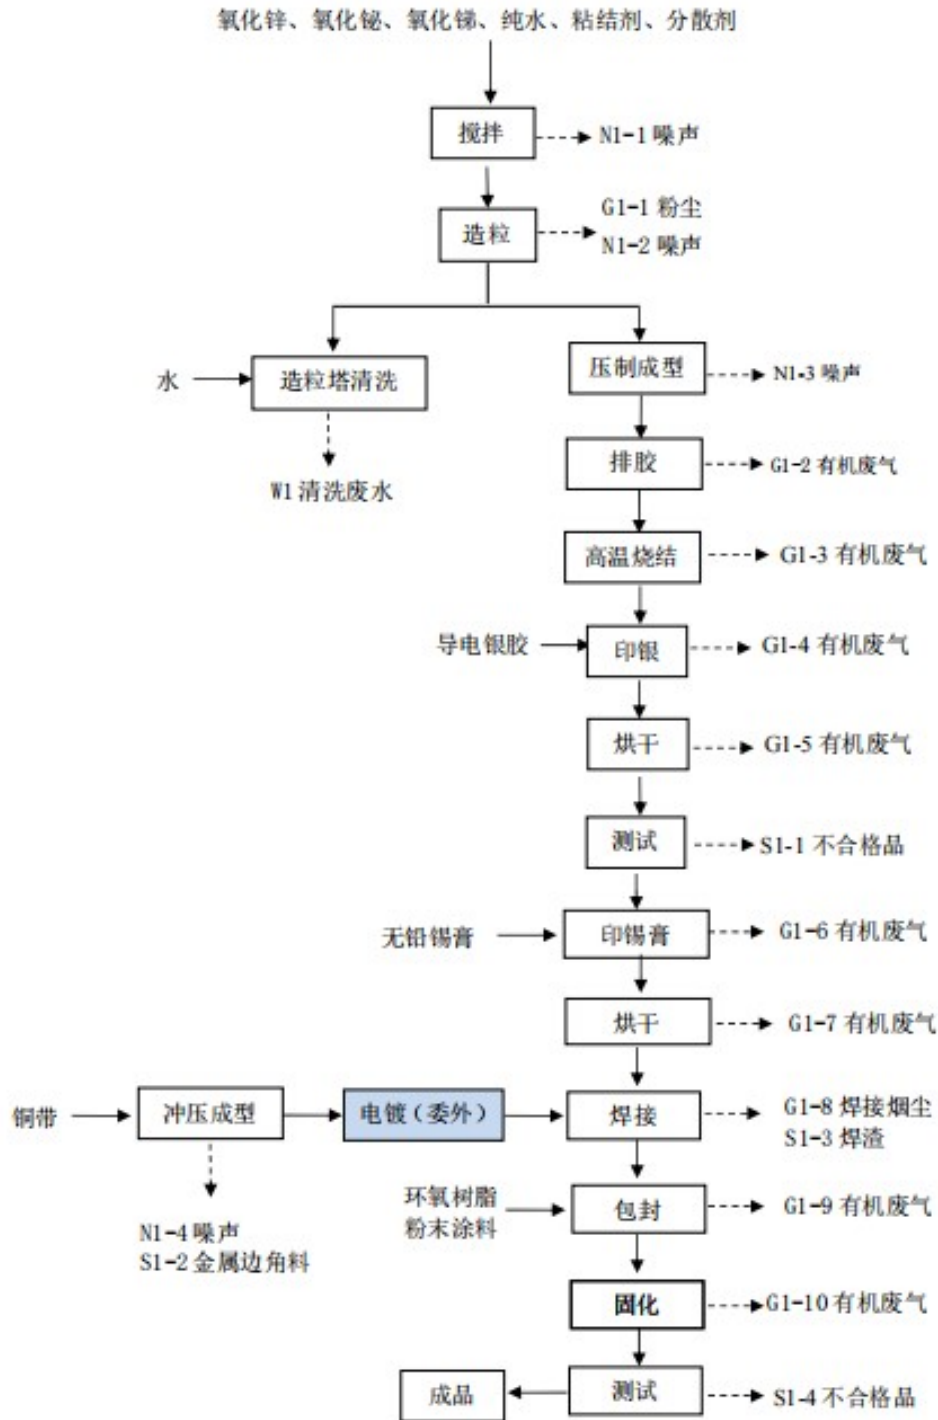 氧化锌、氧化铋、氧化锑、纯水、粘结剂、分散剂
搅拌
N1-1 噪声
造粒
G1-1 粉尘
N1-2 噪声
水
造粒塔清洗
压制成型
N1-3 噪声
W1 清洗废水
排胶
G1-2 有机废气
高温烧结
G1-3 有机废气
导电银胶
印银
G1-4 有机废气
烘干
G1-5 有机废气
测试
S1-1 不合格品
无铅锡膏
印锡膏
G1-6 有机废气
烘干
G1-7 有机废气
铜带
冲压成型
电镀（委外）
焊接
G1-8 焊接烟尘
S1-3 焊渣
N1-4 噪声
S1-2 金属边角料
环氧树脂
粉末涂料
包封
G1-9 有机废气
固化
G1-10 有机废气
成品
测试
S1-4 不合格品